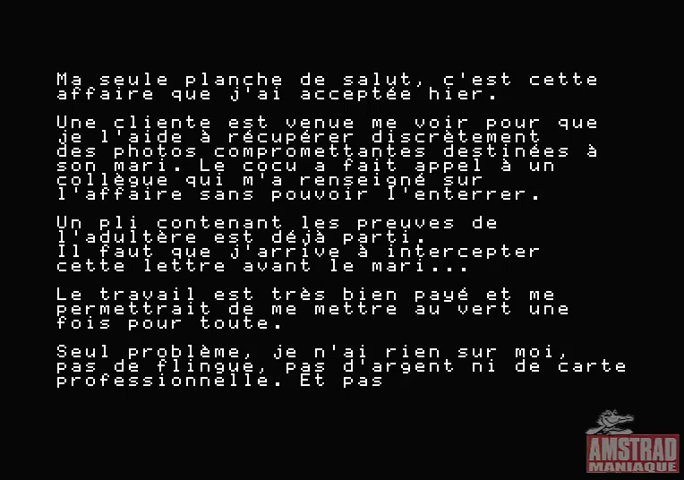 Ma seule planche de salut, c'est cette
affaire que j'ai acceptée hier.
Une cliente est venue me voir pour que
je l'aide à récupérer discrètement
des photos compromettantes destinées à
son mari. Le cocu a fait appel à un
collègue qui m'a renseigné sur
l'affaire sans pouvoir l'enterrer.
Un pli contenant les preuves de
l'adultère est déjà parti.
Il faut que j'arrive à intercepter
cette lettre avant le mari...
Le travail est très bien payé et me
permettrait de me mettre au vert une
fois pour toute.
Seul problème, je n'ai rien sur moi,
pas de flingue, pas d'argent ni de carte
professionnelle. Et pas
AMSTRAD
MANIAQUE